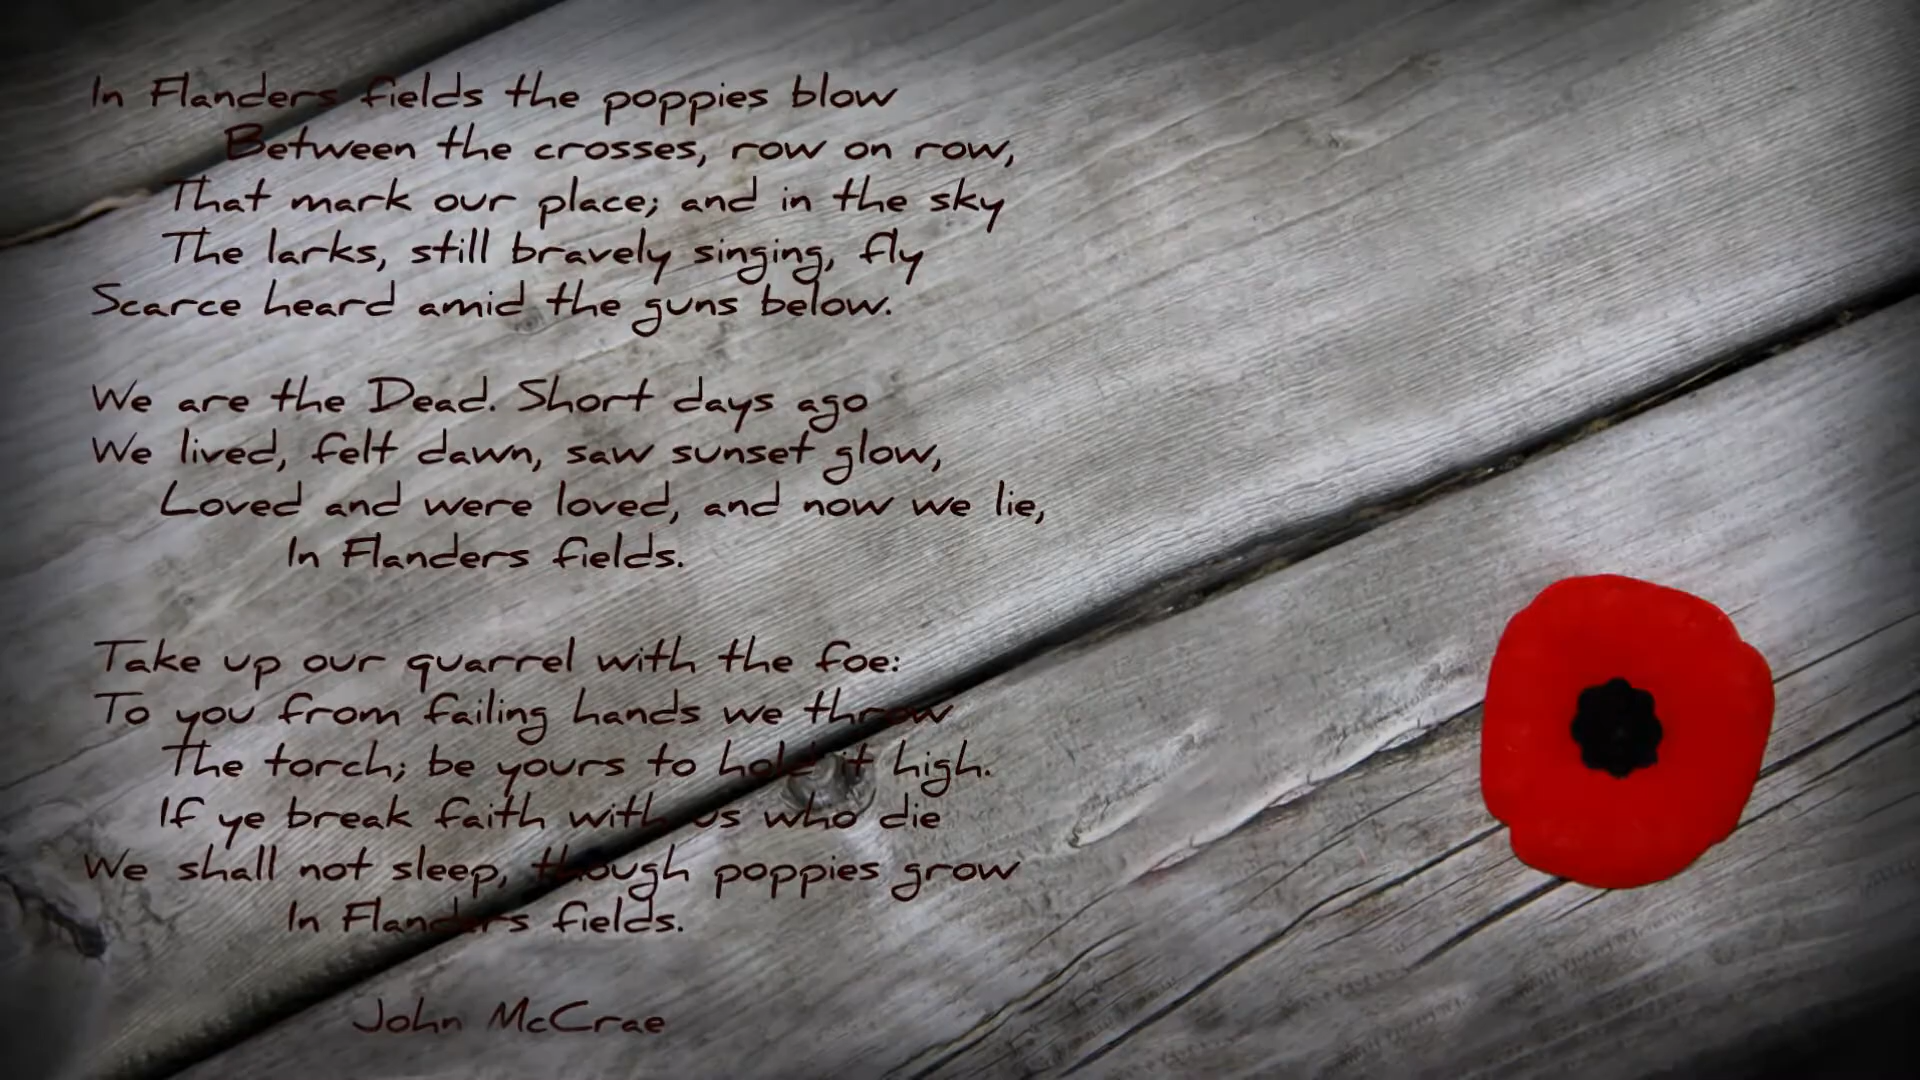 In Flanders fields the poppies blow
Between the crosses, row on row,
That mark our place; and in the sky
The larks, still bravely singing, fly
Scarce heard amid the guns below.
We are the Dead. Short days ago
We lived, felt dawn, saw sunset glow,
Loved and were loved, and now we lie,
In Flanders fields.
Take up our quarrel with the foe:
To you from failing hands we throw
The torch; be yours to hold it high.
If ye break faith with us who die
We shall not sleep, though poppies grow
In Flanders fields.
John McCrae